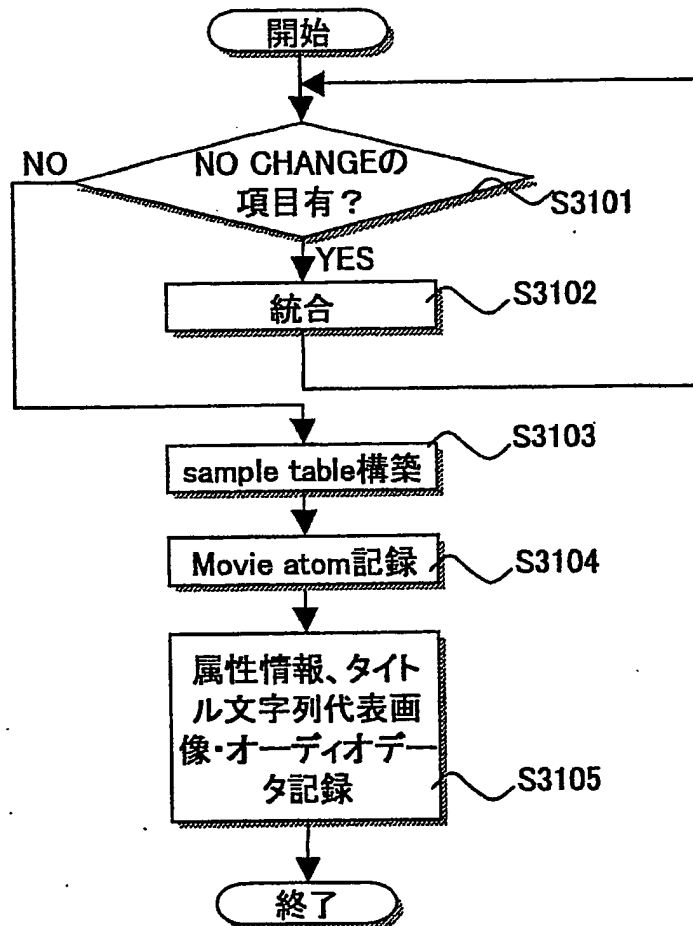 開始
NO
NO CHANGEの
項目有？
S3101
YES
統合
S3102
S3103
sample table構築
Movie atom記録
S3104
属性情報、タイト
ル文字列代表画
像・オーディオデー
タ記録
S3105
終了